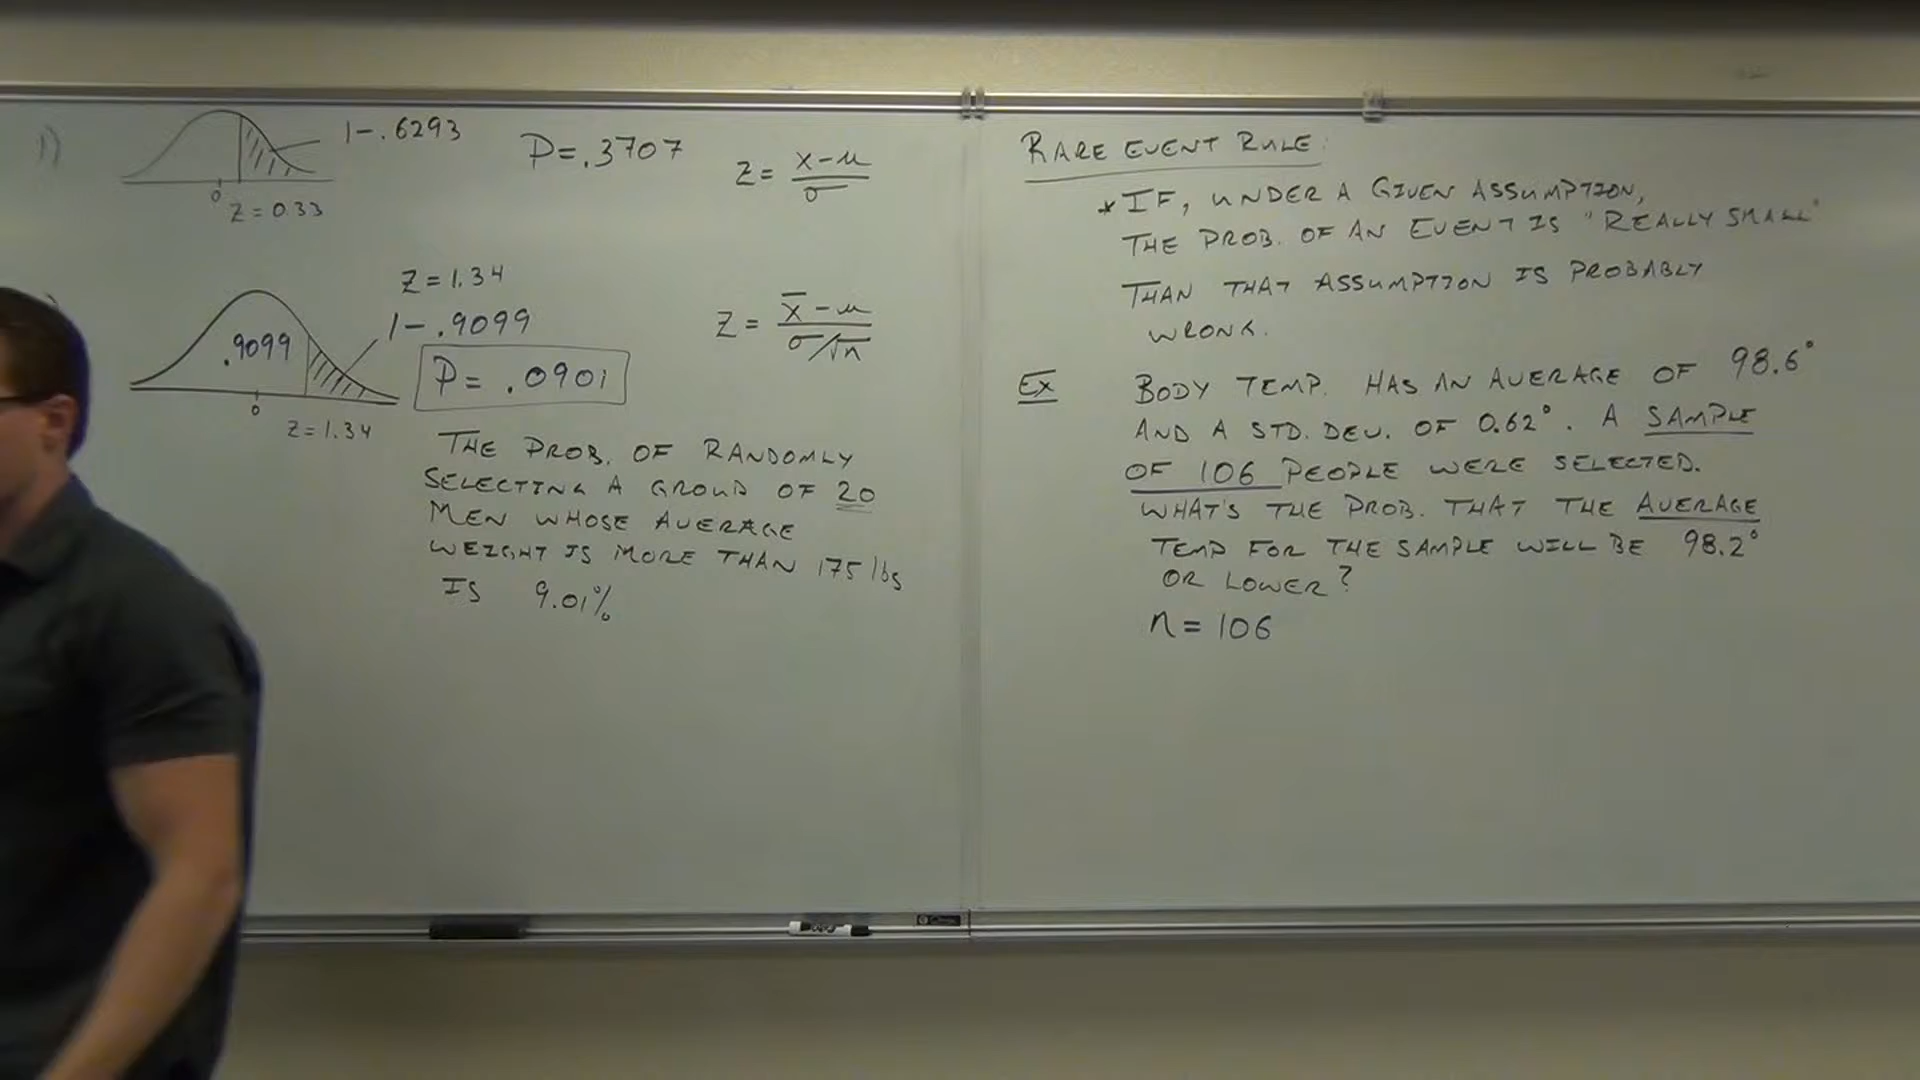 1)
1-.6293
P=.3707
z = x-μ
σ
0
z = 0.33
z = 1.34
1-.9099
.9099
P= .0901
z = x̄-μ
σ/√n
0
z = 1.34
THE PROB. OF RANDOMLY
SELECTING A GROUP OF 20
MEN WHOSE AVERAGE
WEIGHT IS MORE THAN 175 lbs
IS 9.01%
RARE EVENT RULE:
*IF, UNDER A GIVEN ASSUMPTION,
THE PROB. OF AN EVENT IS "REALLY SMALL"
THAN THAT ASSUMPTION IS PROBABLY
WRONG.
EX BODY TEMP. HAS AN AVERAGE OF 98.6°
AND A STD. DEV. OF 0.62°. A SAMPLE
OF 106 PEOPLE WERE SELECTED.
WHAT'S THE PROB. THAT THE AVERAGE
TEMP FOR THE SAMPLE WILL BE 98.2°
OR LOWER?
n = 106